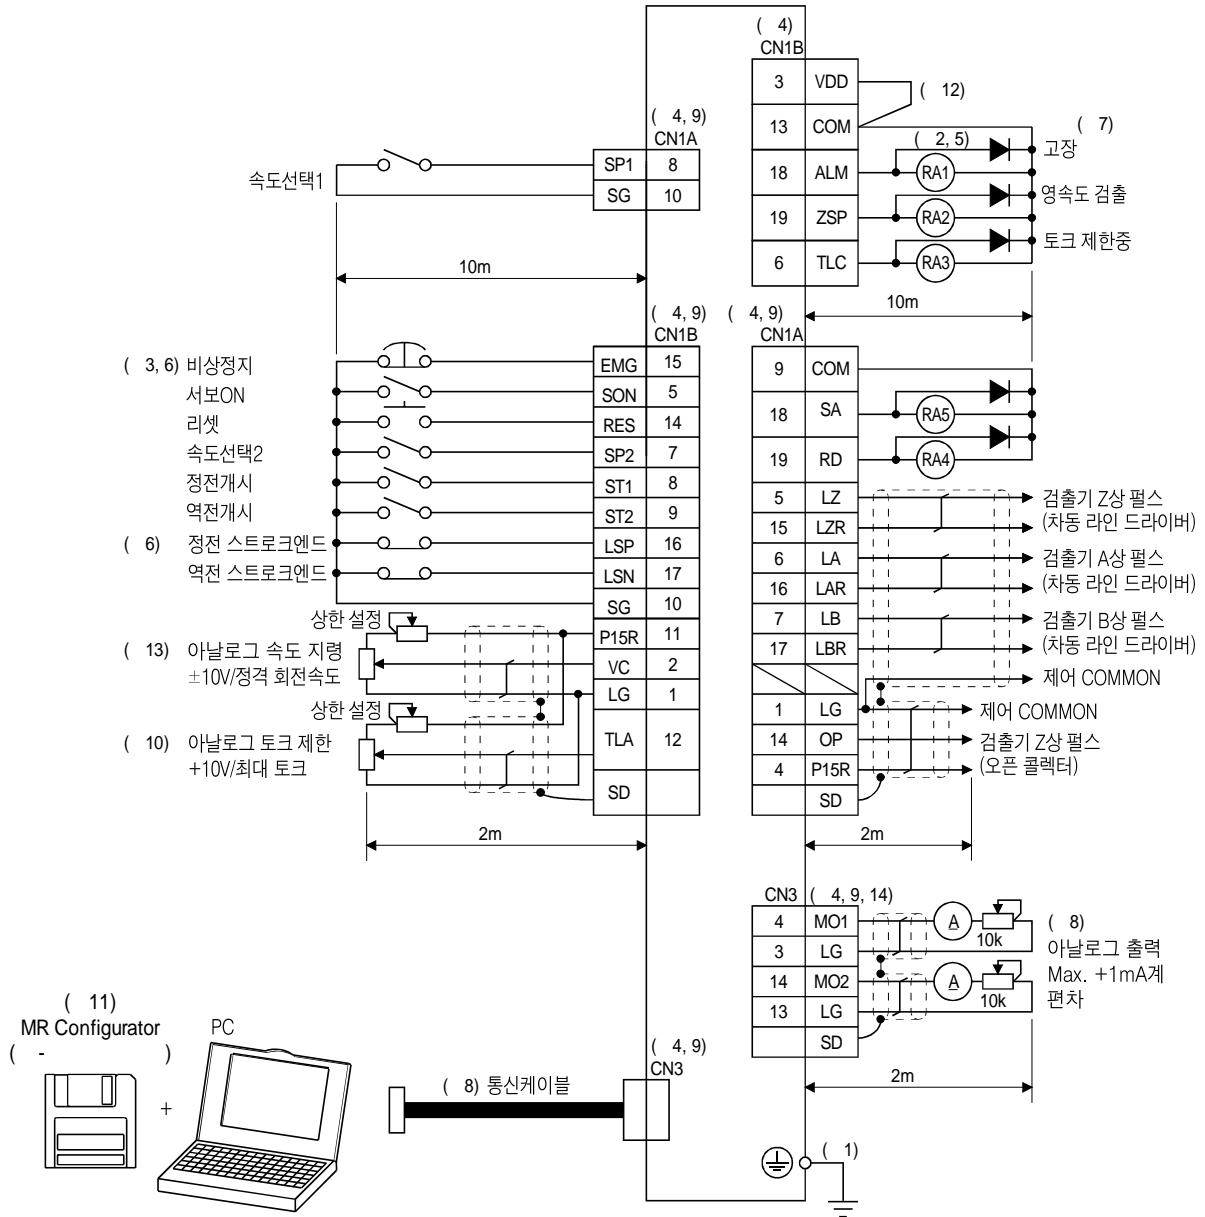 ( 4)
CN1B
3 VDD
( 12)
13 COM
( 7)
( 2, 5)
고장
18 ALM RA1
영속도 검출
19 ZSP RA2
토크 제한중
6 TLC RA3
10m
( 4, 9)
CN1A
속도선택1
SP1 8
SG 10
10m
( 4, 9)
CN1B
( 3, 6) 비상정지 EMG 15
서보ON SON 5
리셋 RES 14
속도선택2 SP2 7
정전개시 ST1 8
역전개시 ST2 9
( 6) 정전 스트로크엔드 LSP 16
역전 스트로크엔드 LSN 17
SG 10
상한 설정
P15R 11
( 13) 아날로그 속도 지령
±10V/정격 회전속도
VC 2
LG 1
상한 설정
( 10) 아날로그 토크 제한
+10V/최대 토크
TLA 12
SD
2m
( 4, 9)
CN1A
9 COM
18 SA RA5
19 RD RA4
5 LZ 검출기 Z상 펄스
15 LZR (차동 라인 드라이버)
6 LA 검출기 A상 펄스
16 LAR (차동 라인 드라이버)
7 LB 검출기 B상 펄스
17 LBR (차동 라인 드라이버)
제어 COMMON
1 LG 제어 COMMON
14 OP 검출기 Z상 펄스
4 P15R (오픈 콜렉터)
SD
2m
CN3 ( 4, 9, 14)
4 MO1 A 10k
3 LG
14 MO2 A 10k
13 LG
SD
( 8)
아날로그 출력
Max. +1mA계
편차
2m
( 11)
MR Configurator
( - )
PC
+
( 8) 통신케이블
( 4, 9)
CN3
( 1)